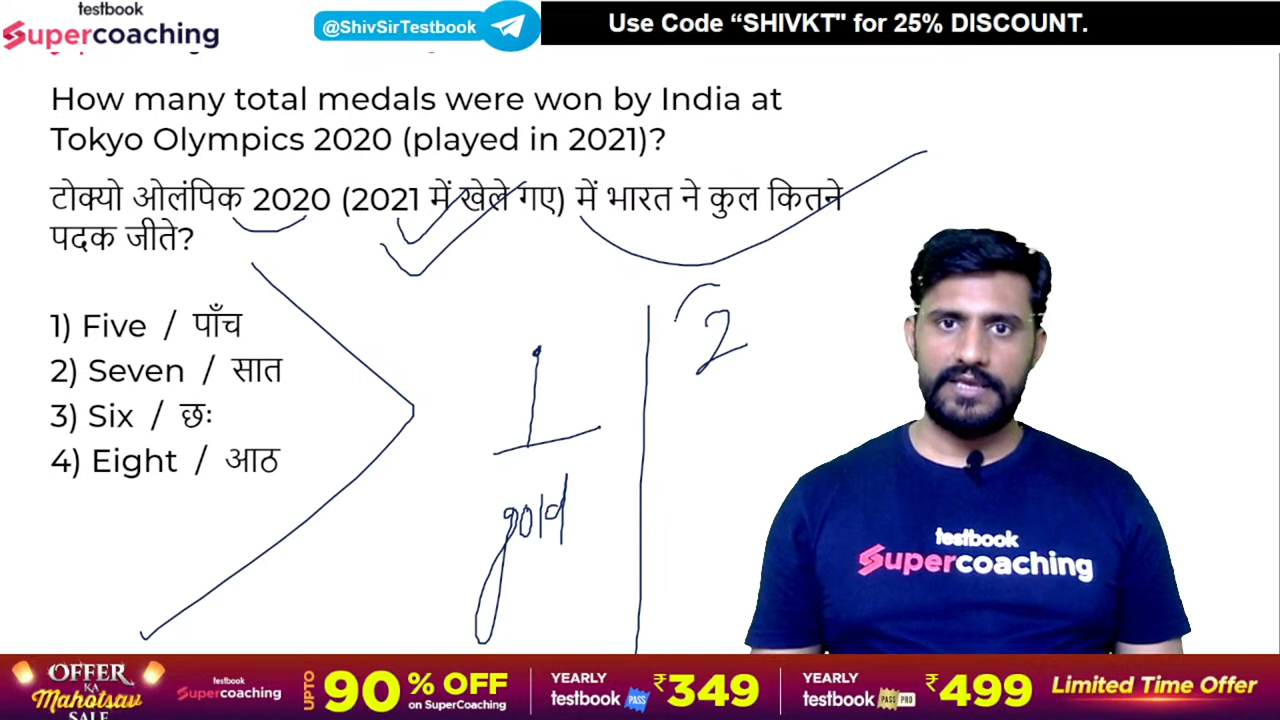 testbook
Supercoaching
@ShivSirTestbook
Use Code “SHIVKT" for 25% DISCOUNT.
How many total medals were won by India at
Tokyo Olympics 2020 (played in 2021)?
टोक्यो ओलंपिक 2020 (2021 में खेले गए) में भारत ने कुल कितने
पदक जीते?
1) Five / पाँच
2) Seven / सात
3) Six / छः
4) Eight / आठ
1
gold
2
testbook
Supercoaching
OFFER
KA
Mahotsav
SALE
testbook
Supercoaching
UPTO
90% OFF
on SuperCoaching
YEARLY
testbook PASS
₹349
YEARLY
testbook PASS PRO
₹499
Limited Time Offer